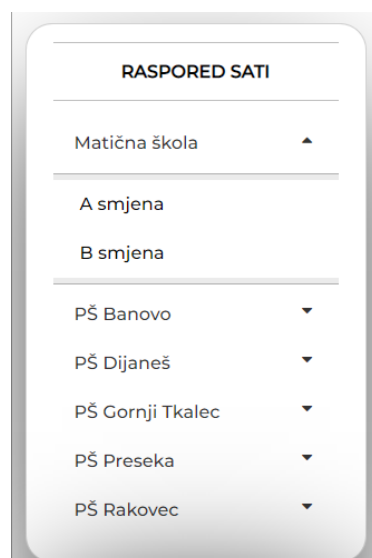 RASPORED SATI
Matična škola
A smjena
B smjena
PŠ Banovo
PŠ Dijaneš
PŠ Gornji Tkalec
PŠ Preseka
PŠ Rakovec